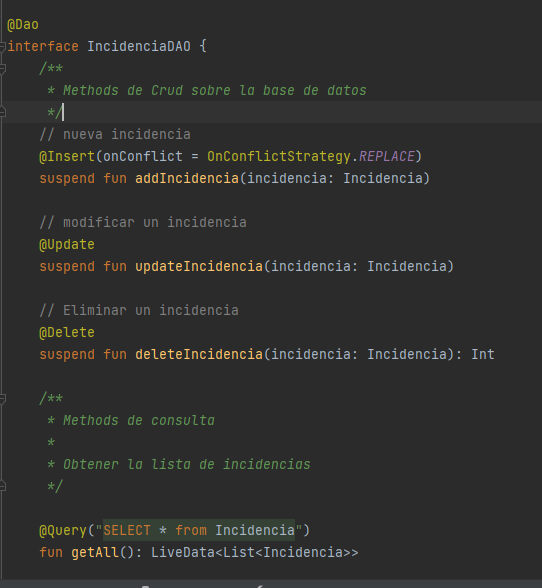 @Dao
interface IncidenciaDAO {
/**
* Methods de Crud sobre la base de datos
*/
// nueva incidencia
@Insert(onConflict = OnConflictStrategy.REPLACE)
suspend fun addIncidencia(incidencia: Incidencia)
// modificar un incidencia
@Update
suspend fun updateIncidencia(incidencia: Incidencia)
// Eliminar un incidencia
@Delete
suspend fun deleteIncidencia(incidencia: Incidencia): Int
/**
* Methods de consulta
*
* Obtener la lista de incidencias
*/
@Query("SELECT * from Incidencia")
fun getAll(): LiveData<List<Incidencia>>